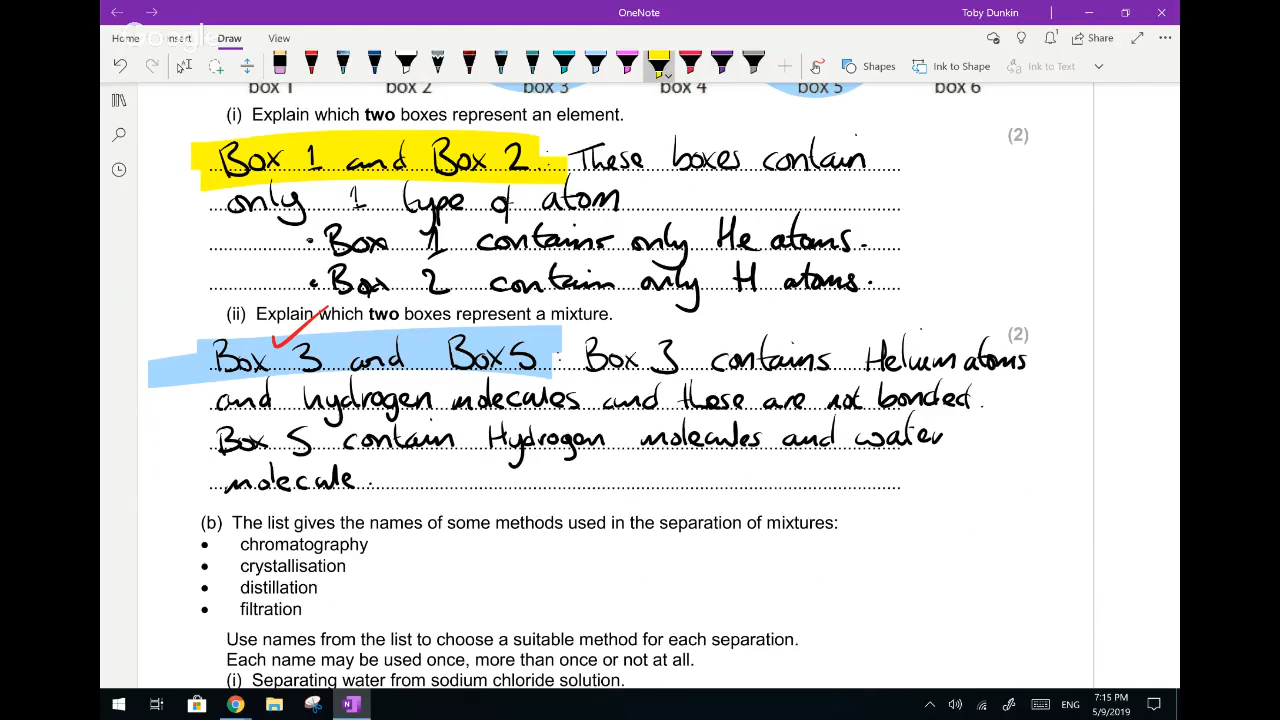 OneNote
Toby Dunkin
Google
Home Draw View
Share
Shapes Ink to Shape Ink to Text
box 1 box 2 box 3 box 4 box 5 box 6
(i) Explain which two boxes represent an element.
(2)
Box 1 and Box 2 . These boxes contain
only 1 type of atom
· Box 1 contains only He atoms.
· Box 2 contain only H atoms.
(ii) Explain which two boxes represent a mixture.
(2)
Box 3 and Box 5 . Box 3 contains Helium atoms
and hydrogen molecules and these are not bonded.
Box 5 contain Hydrogen molecules and water
molecule.
(b) The list gives the names of some methods used in the separation of mixtures:
• chromatography
• crystallisation
• distillation
• filtration
Use names from the list to choose a suitable method for each separation.
Each name may be used once, more than once or not at all.
(i) Separating water from sodium chloride solution.
ENG
7:15 PM
5/9/2019